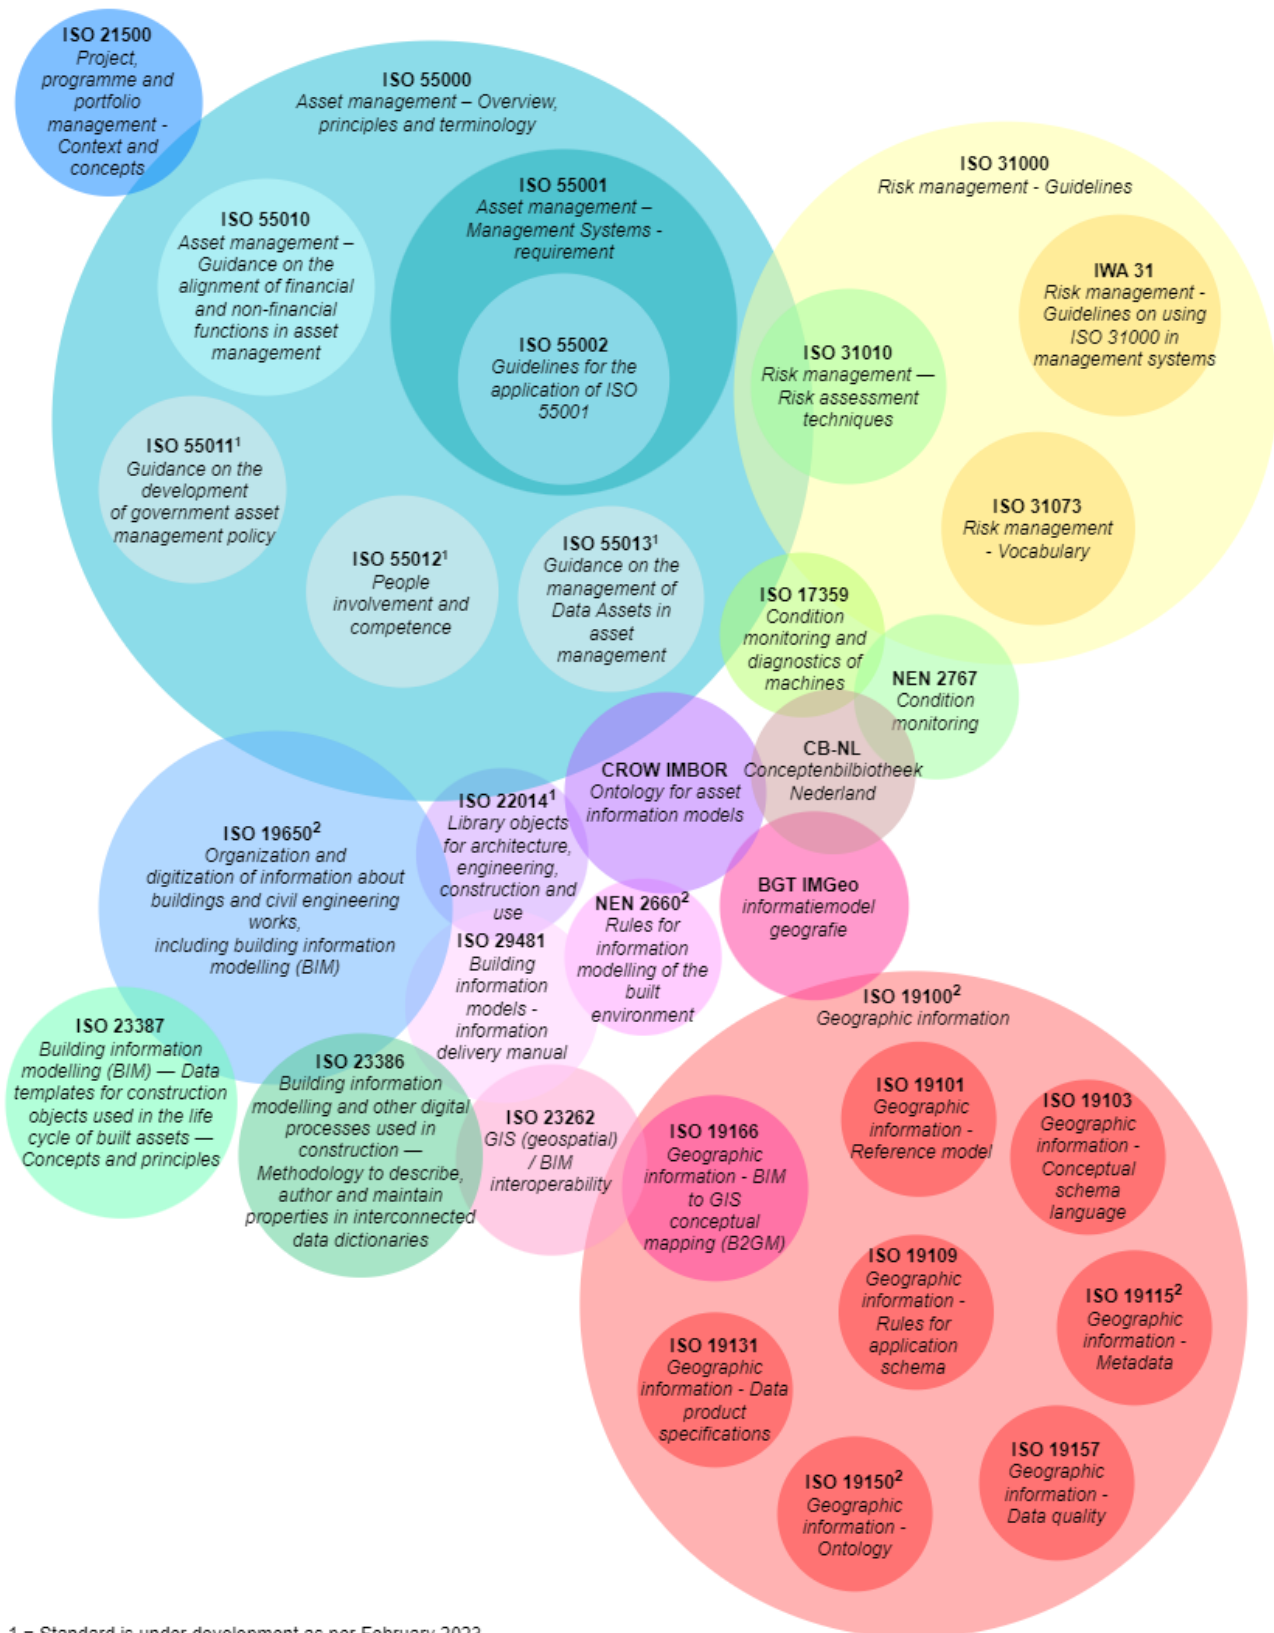 ISO 21500
Project,
programme and
portfolio
management -
Context and
concepts
ISO 55000
Asset management – Overview,
principles and terminology
ISO 55001
Asset management –
Management Systems -
requirement
ISO 55010
Asset management –
Guidance on the
alignment of financial
and non-financial
functions in asset
management
ISO 55002
Guidelines for the
application of ISO
55001
ISO 55011¹
Guidance on the
development
of government asset
management policy
ISO 55012¹
People
involvement and
competence
ISO 55013¹
Guidance on the
management of
Data Assets in
asset
management
ISO 31000
Risk management - Guidelines
IWA 31
Risk management -
Guidelines on using
ISO 31000 in
management systems
ISO 31010
Risk management —
Risk assessment
techniques
ISO 31073
Risk management
- Vocabulary
ISO 17359
Condition
monitoring and
diagnostics of
machines
NEN 2767
Condition
monitoring
CB-NL
Conceptenbilbiotheek
Nederland
CROW IMBOR
Ontology for asset
information models
ISO 22014¹
Library objects
for architecture,
engineering,
construction and
use
ISO 19650²
Organization and
digitization of information about
buildings and civil engineering
works,
including building information
modelling (BIM)
BGT IMGeo
informatiemodel
geografie
NEN 2660²
Rules for
information
modelling of the
built
environment
ISO 29481
Building
information
models -
information
delivery manual
ISO 23387
Building information
modelling (BIM) — Data
templates for construction
objects used in the life
cycle of built assets —
Concepts and principles
ISO 23386
Building information
modelling and other digital
processes used in
construction —
Methodology to describe,
author and maintain
properties in interconnected
data dictionaries
ISO 23262
GIS (geospatial)
/ BIM
interoperability
ISO 19100²
Geographic information
ISO 19166
Geographic
information - BIM
to GIS
conceptual
mapping (B2GM)
ISO 19101
Geographic
information -
Reference model
ISO 19103
Geographic
information -
Conceptual
schema
language
ISO 19109
Geographic
information -
Rules for
application
schema
ISO 19115²
Geographic
information -
Metadata
ISO 19131
Geographic
information - Data
product
specifications
ISO 19150²
Geographic
information -
Ontology
ISO 19157
Geographic
information -
Data quality
1 = Standard is under development as per February 2023